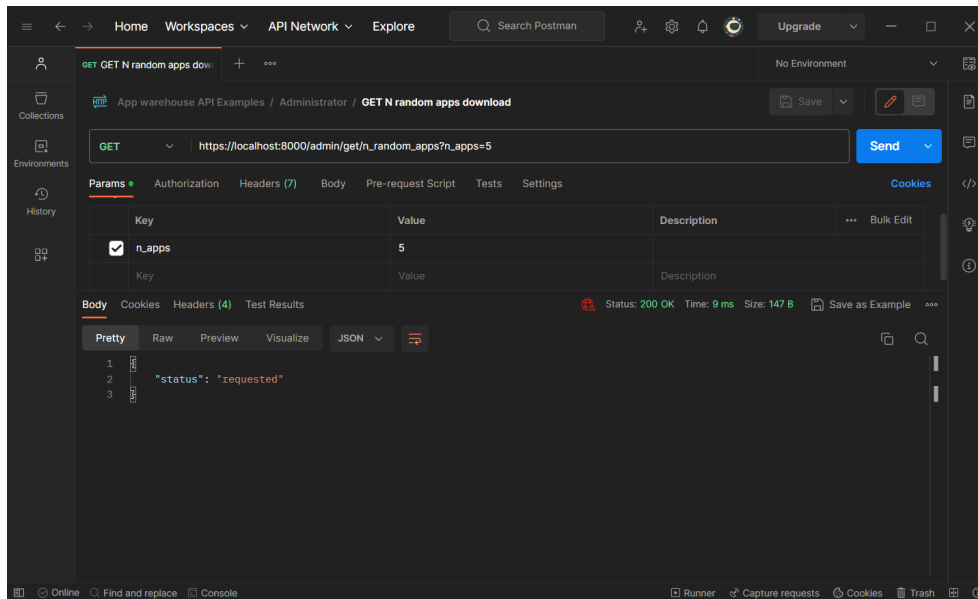 Home Workspaces API Network Explore Search Postman Upgrade
GET GET N random apps dow No Environment
HTTP App warehouse API Examples / Administrator / GET N random apps download Save
Collections
GET https://localhost:8000/admin/get/n_random_apps?n_apps=5 Send
Environments
Params Authorization Headers (7) Body Pre-request Script Tests Settings Cookies
History
Key Value Description Bulk Edit
n_apps 5
Key Value Description
Body Cookies Headers (4) Test Results Status: 200 OK Time: 9 ms Size: 147 B Save as Example
Pretty Raw Preview Visualize JSON
1 {
2 "status": "requested"
3 }
Online Find and replace Console Runner Capture requests Cookies Trash